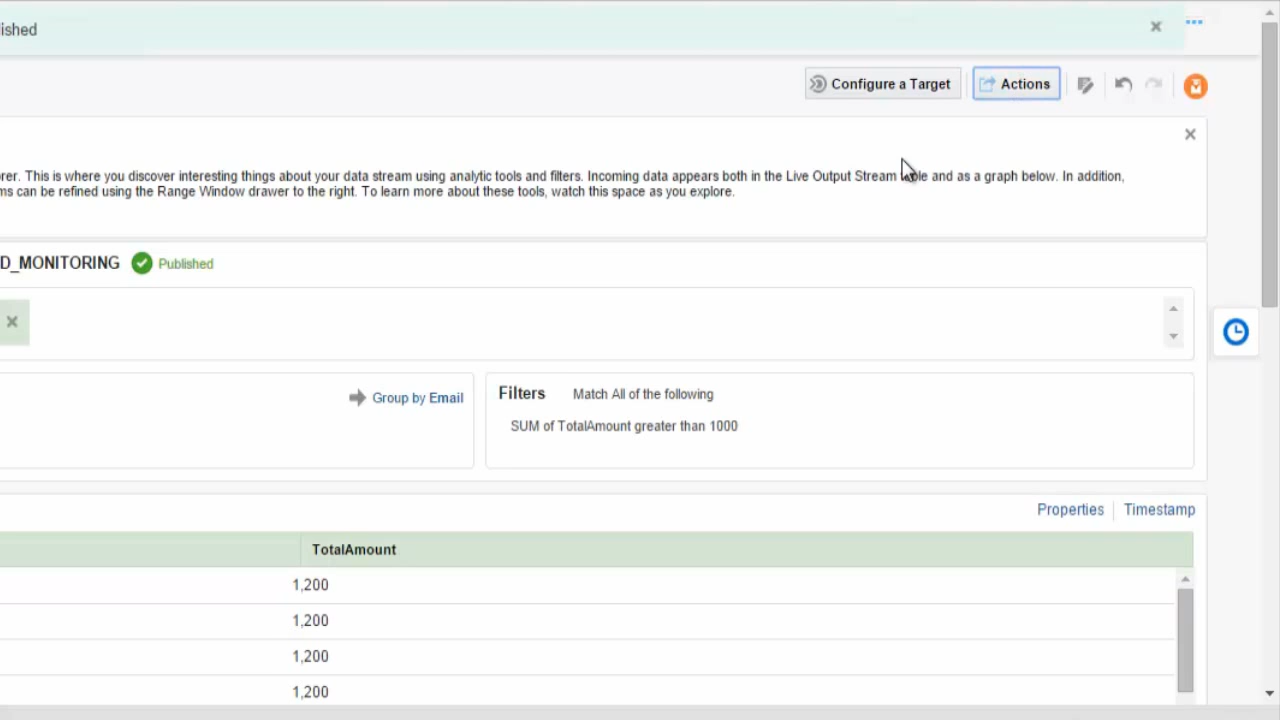 ished
Configure a Target
Actions
rer. This is where you discover interesting things about your data stream using analytic tools and filters. Incoming data appears both in the Live Output Stream and as a graph below. In addition,
ms can be refined using the Range Window drawer to the right. To learn more about these tools, watch this space as you explore.
D_MONITORING
Published
Group by Email
Filters
Match All of the following
SUM of TotalAmount greater than 1000
Properties
Timestamp
TotalAmount
1,200
1,200
1,200
1,200